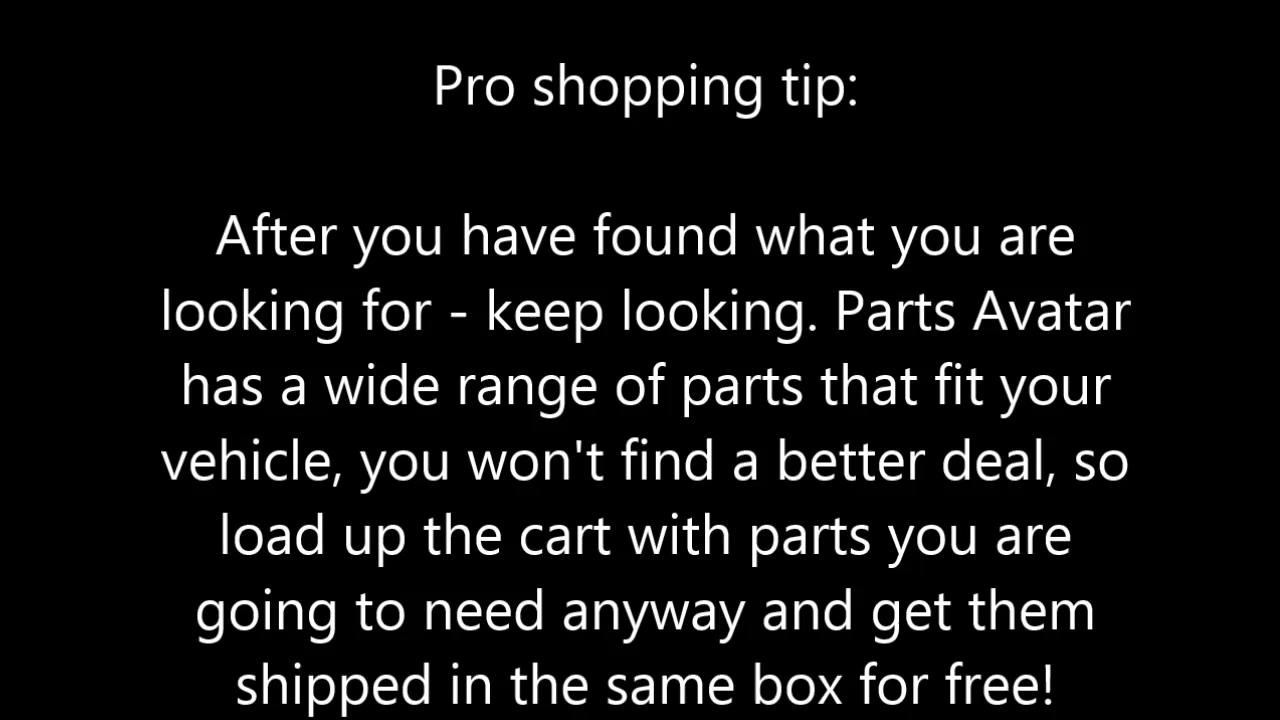 Pro shopping tip:
After you have found what you are
looking for - keep looking. Parts Avatar
has a wide range of parts that fit your
vehicle, you won't find a better deal, so
load up the cart with parts you are
going to need anyway and get them
shipped in the same box for free!